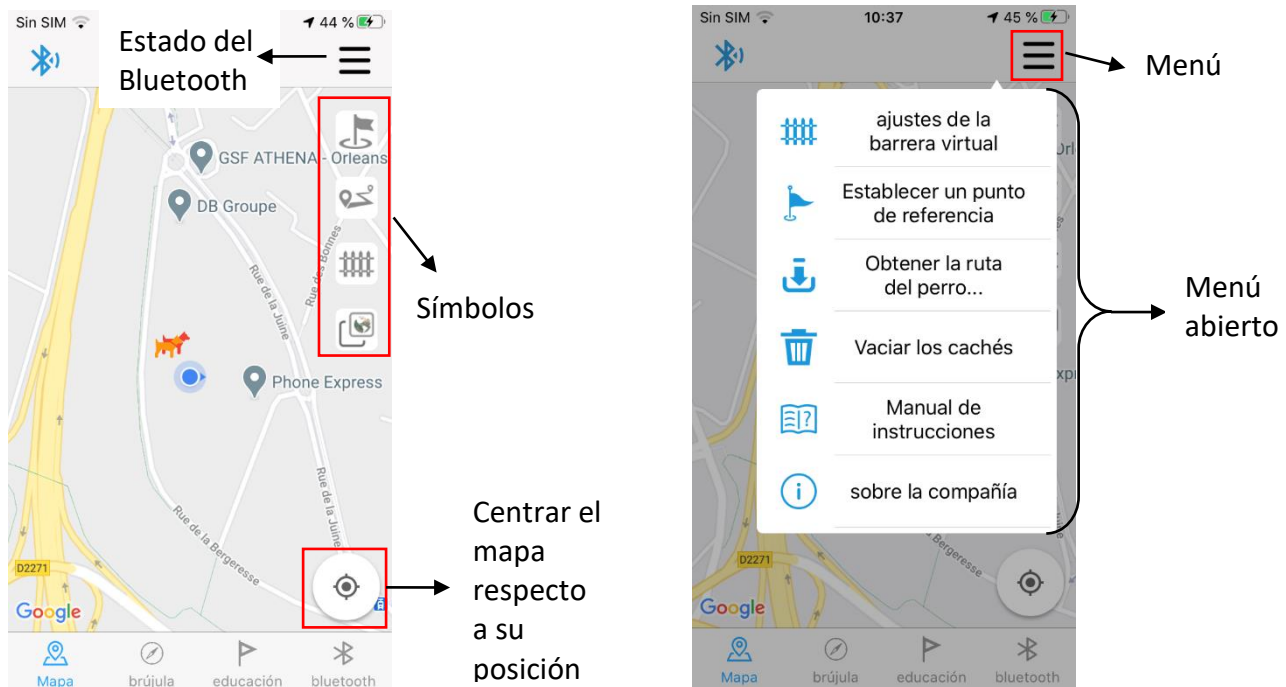 Sin SIM
44 %
Estado del
Bluetooth
GSF ATHENA - Orleans
DB Groupe
Rue des Bonnes
Rue de la Juine
Phone Express
Rue de la Juine
Rue de la Bergeresse
D2271
Google
Mapa
brújula
educación
bluetooth
Símbolos
Centrar el
mapa
respecto
a su
posición
Sin SIM
10:37
45 %
Menú
ajustes de la
barrera virtual
Establecer un punto
de referencia
Obtener la ruta
del perro...
Vaciar los cachés
Manual de
instrucciones
sobre la compañía
Menú
abierto
D2271
Bergeresse
Google
Mapa
brújula
educación
bluetooth